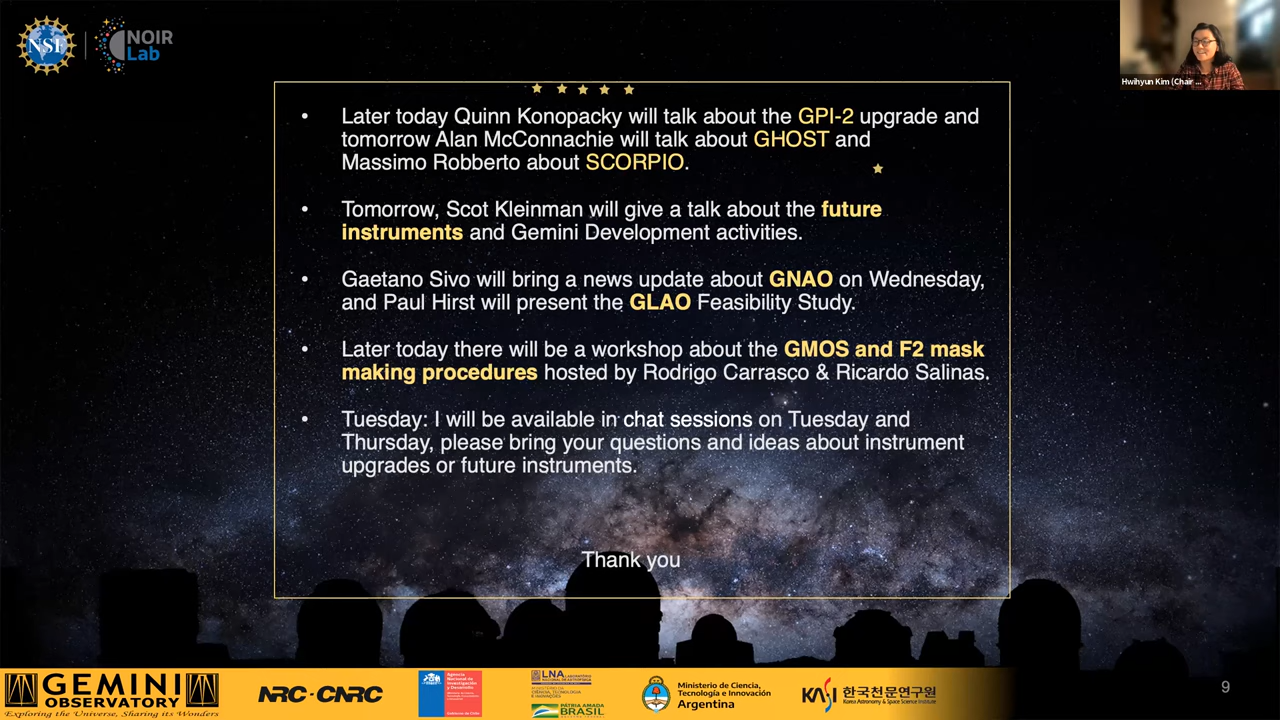 NSF
NOIR
Lab
Hwihyun Kim (Chair ...
• Later today Quinn Konopacky will talk about the GPI-2 upgrade and
tomorrow Alan McConnachie will talk about GHOST and
Massimo Robberto about SCORPIO.
• Tomorrow, Scot Kleinman will give a talk about the future
instruments and Gemini Development activities.
• Gaetano Sivo will bring a news update about GNAO on Wednesday,
and Paul Hirst will present the GLAO Feasibility Study.
• Later today there will be a workshop about the GMOS and F2 mask
making procedures hosted by Rodrigo Carrasco & Ricardo Salinas.
• Tuesday: I will be available in chat sessions on Tuesday and
Thursday, please bring your questions and ideas about instrument
upgrades or future instruments.
Thank you
GEMINI
OBSERVATORY
Exploring the Universe, Sharing its Wonders
NRC·CNRC
Agencia
Nacional de
Investigación
y Desarrollo
LNA
PÁTRIA AMADA
BRASIL
Ministerio de Ciencia,
Tecnología e Innovación
Argentina
KASI 한국천문연구원
Korea Astronomy & Space Science Institute
9